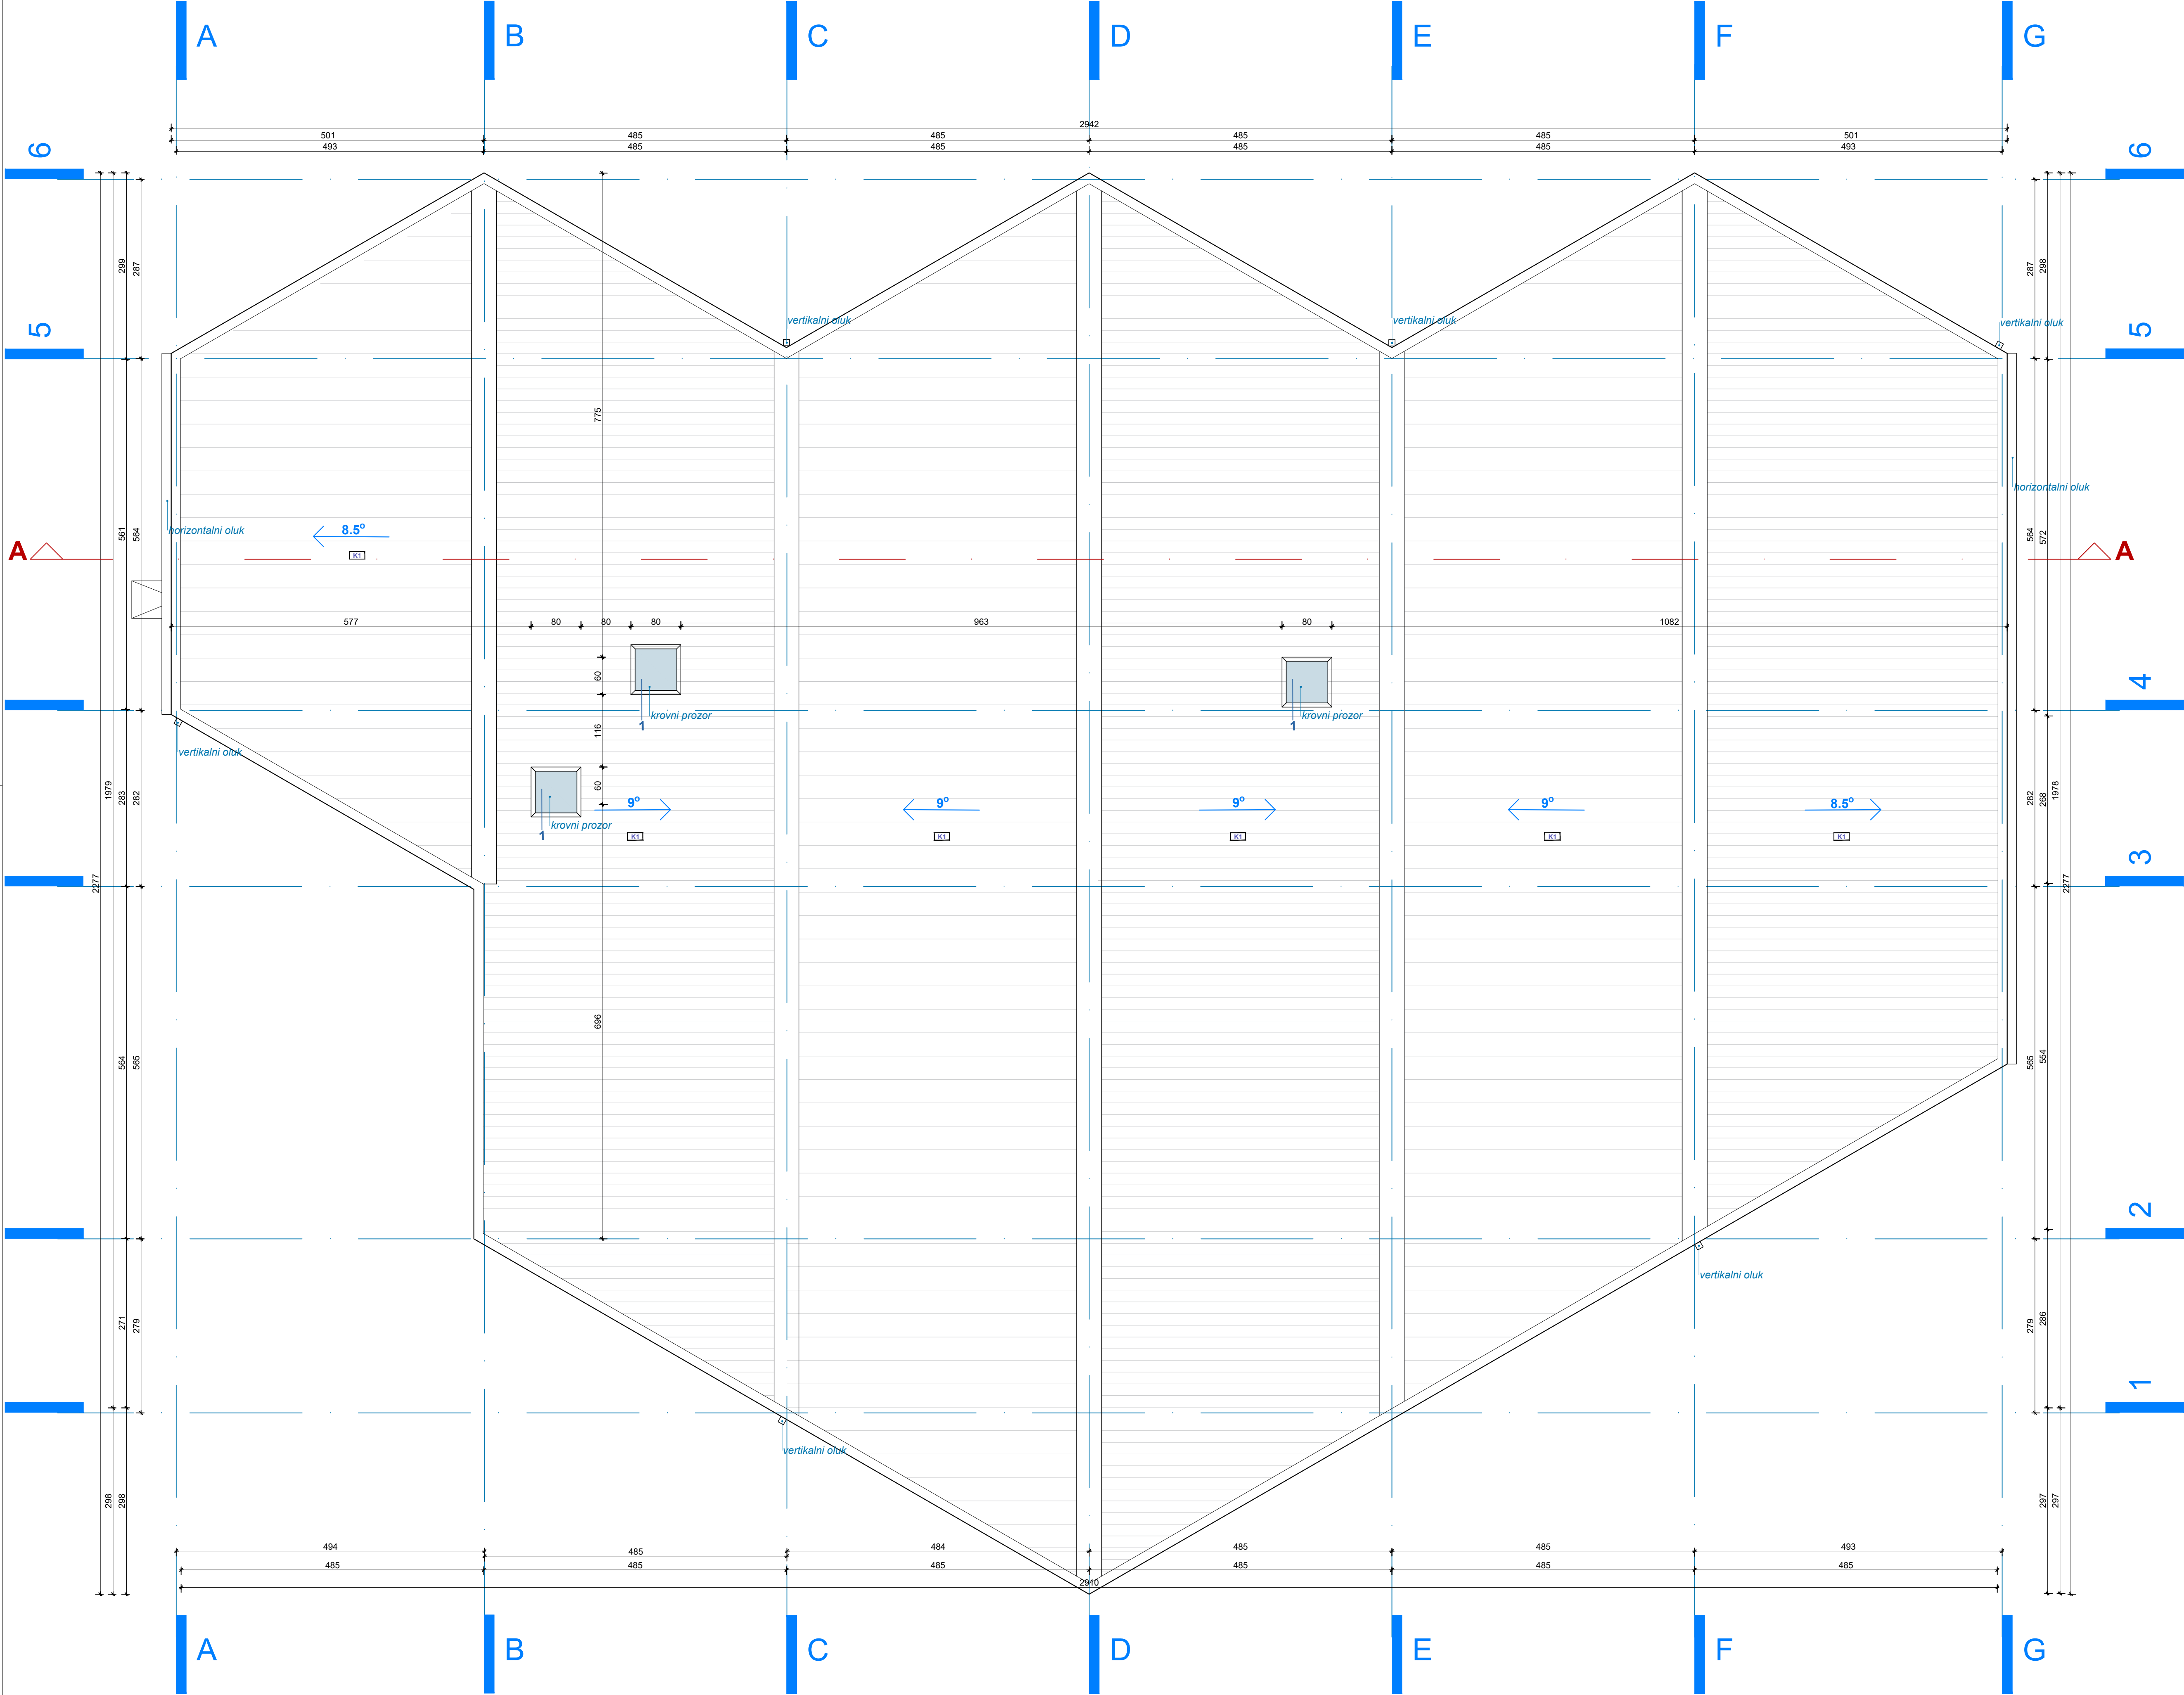 A B C D E F G
2942
501 485 485 485 485 501
493 485 485 485 485 493
6 6
299 287 287 298
vertikalni oluk vertikalni oluk vertikalni oluk
5 5
775
horizontalni oluk
horizontalni oluk
8.5°
K1
561 564 564 572
A A
577 80 80 80 963 80 1082
60
krovni prozor krovni prozor
1 1
4
116
vertikalni oluk
60
1979 283 282 282 268 1978
9° 9° 9° 9° 8.5°
krovni prozor
1
K1 K1 K1 K1 K1
3
2277 2277
696
564 565 565 554
2
vertikalni oluk
271 279 279 286
1
vertikalni oluk
298 298 297 297
494 485 484 485 485 493
485 485 485 485 485 485
2910
A B C D E F G